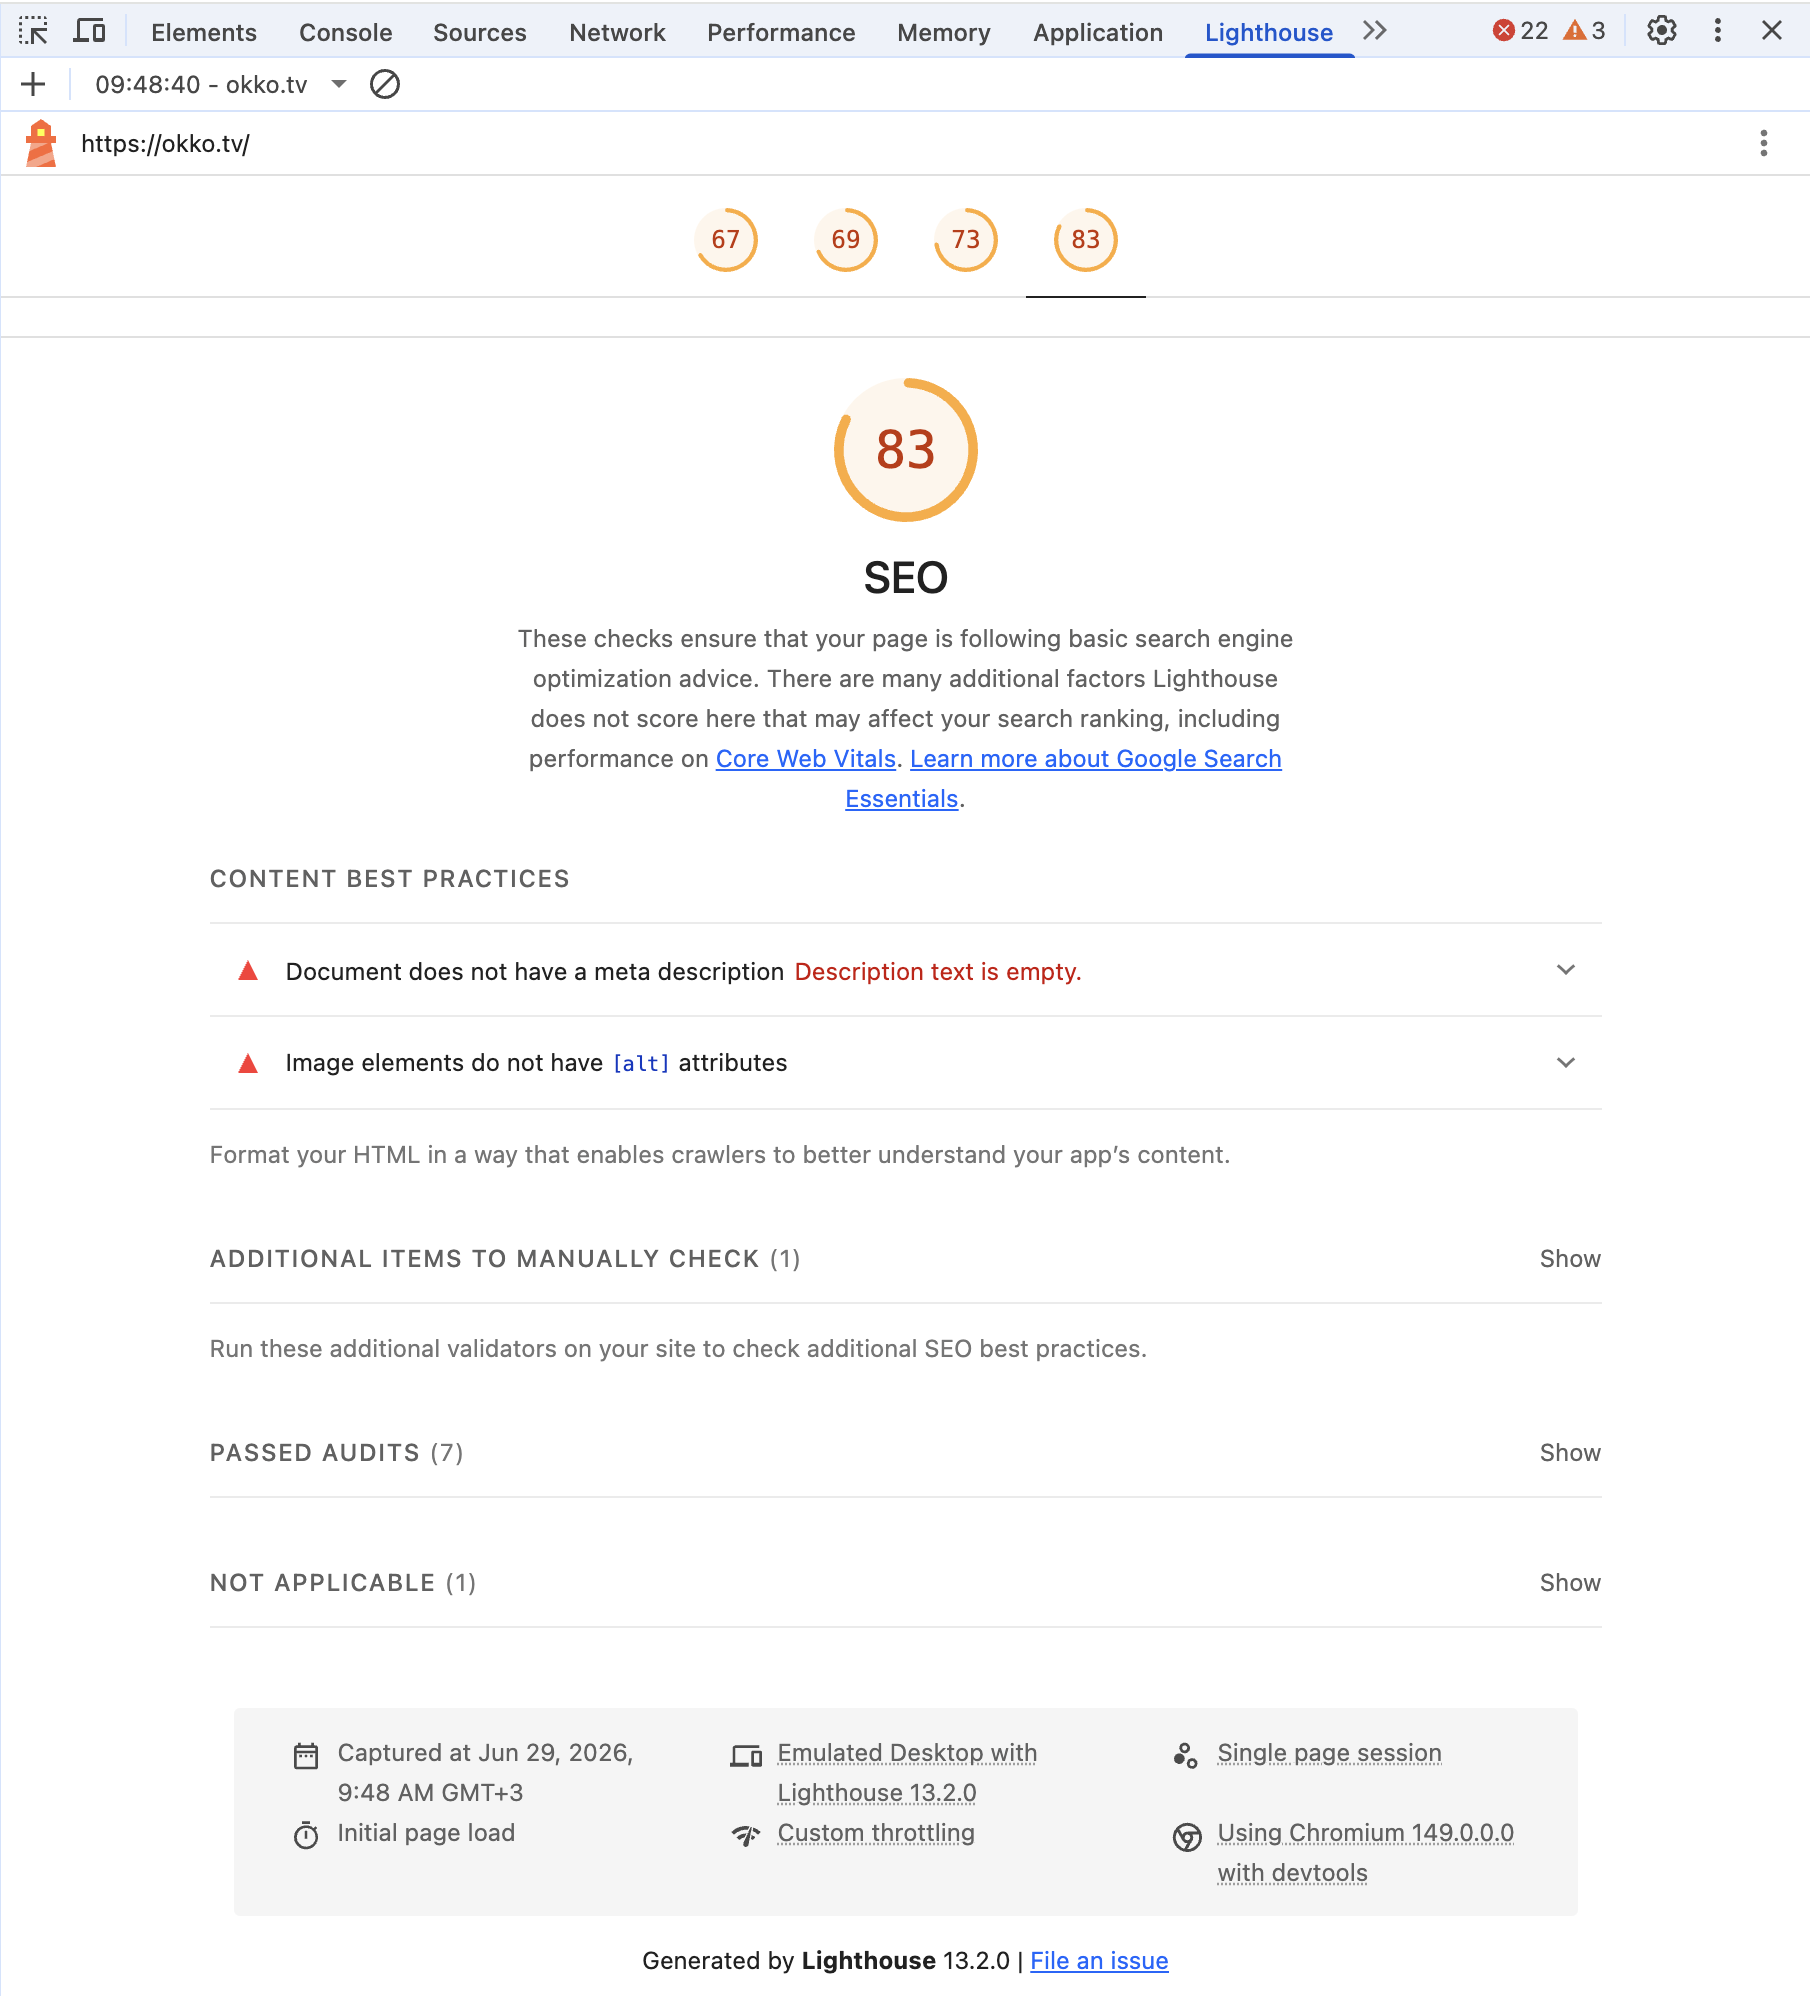 Elements Console Sources Network Performance Memory Application Lighthouse 22 3
09:48:40 - okko.tv
https://okko.tv/
67 69 73 83
83
SEO
These checks ensure that your page is following basic search engine
optimization advice. There are many additional factors Lighthouse
does not score here that may affect your search ranking, including
performance on Core Web Vitals. Learn more about Google Search
Essentials.
CONTENT BEST PRACTICES
Document does not have a meta description Description text is empty.
Image elements do not have [alt] attributes
Format your HTML in a way that enables crawlers to better understand your app’s content.
ADDITIONAL ITEMS TO MANUALLY CHECK (1) Show
Run these additional validators on your site to check additional SEO best practices.
PASSED AUDITS (7) Show
NOT APPLICABLE (1) Show
Captured at Jun 29, 2026,
9:48 AM GMT+3
Emulated Desktop with
Lighthouse 13.2.0
Single page session
Initial page load
Custom throttling
Using Chromium 149.0.0.0
with devtools
Generated by Lighthouse 13.2.0 | File an issue